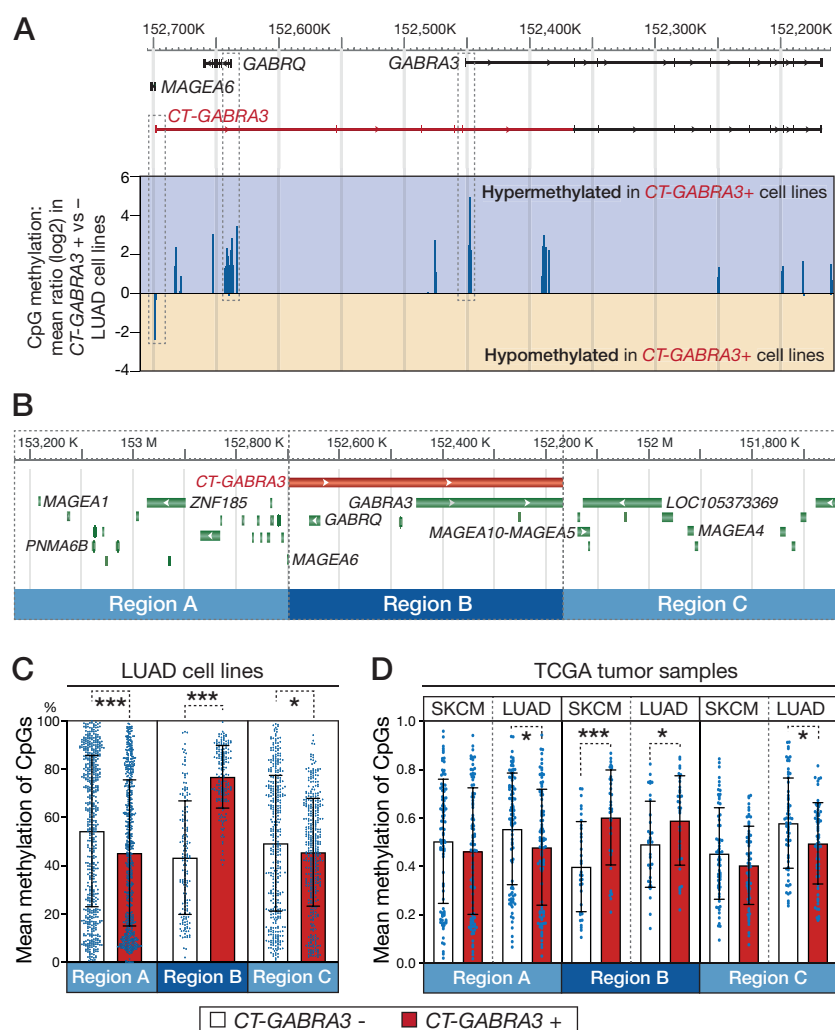 A
152,700K 152,600K 152,500K 152,400K 152,300K 152,200K
GABRQ GABRA3
MAGEA6
CT-GABRA3
CpG methylation:
mean ratio (log2) in
CT-GABRA3 + vs –
LUAD cell lines
6
4
2
0
-2
-4
Hypermethylated in CT-GABRA3+ cell lines
Hypomethylated in CT-GABRA3+ cell lines
B
153,200 K 153 M 152,800 K 152,600 K 152,400 K 152,200 K 152 M 151,800 K
CT-GABRA3
MAGEA1 ZNF185 GABRA3 LOC105373369
GABRQ MAGEA10-MAGEA5 MAGEA4
PNMA6B
MAGEA6
Region A Region B Region C
C
LUAD cell lines
%
*** *** *
Mean methylation of CpGs
100
80
60
40
20
0
Region A Region B Region C
D
TCGA tumor samples
SKCM LUAD SKCM LUAD SKCM LUAD
* *** * *
Mean methylation of CpGs
1.0
0.8
0.6
0.4
0.2
0.0
Region A Region B Region C
CT-GABRA3 - CT-GABRA3 +